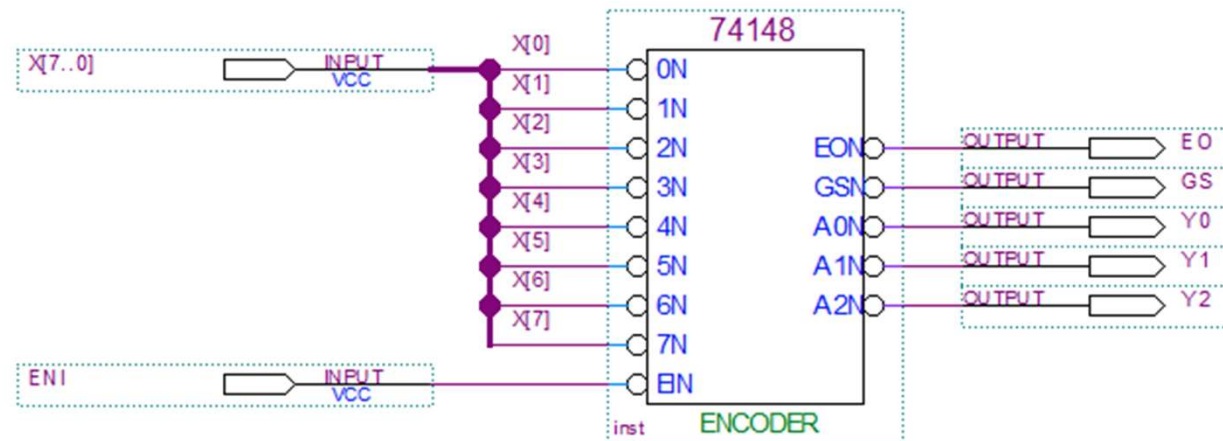 74148
X[7..0] INPUT VCC
X[0] 0N
X[1] 1N
X[2] 2N
X[3] 3N
X[4] 4N
X[5] 5N
X[6] 6N
X[7] 7N
EON OUTPUT EO
GSN OUTPUT GS
A0N OUTPUT Y0
A1N OUTPUT Y1
A2N OUTPUT Y2
ENI INPUT VCC EIN
inst ENCODER